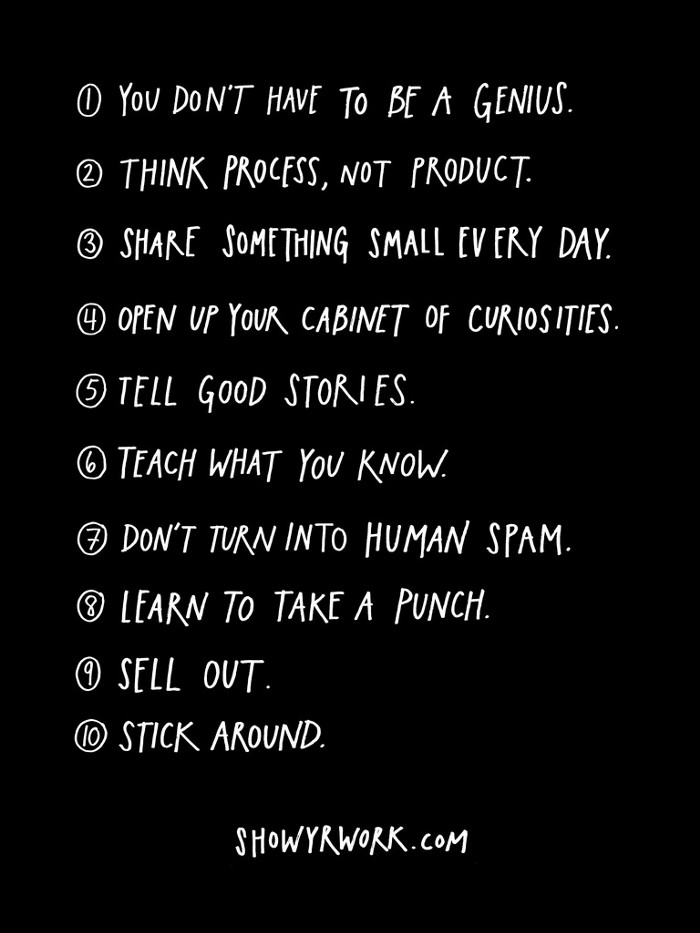 ① YOU DON'T HAVE TO BE A GENIUS.
② THINK PROCESS, NOT PRODUCT.
③ SHARE SOMETHING SMALL EVERY DAY.
④ OPEN UP YOUR CABINET OF CURIOSITIES.
⑤ TELL GOOD STORIES.
⑥ TEACH WHAT YOU KNOW.
⑦ DON'T TURN INTO HUMAN SPAM.
⑧ LEARN TO TAKE A PUNCH.
⑨ SELL OUT.
⑩ STICK AROUND.
SHOWYRWORK.COM